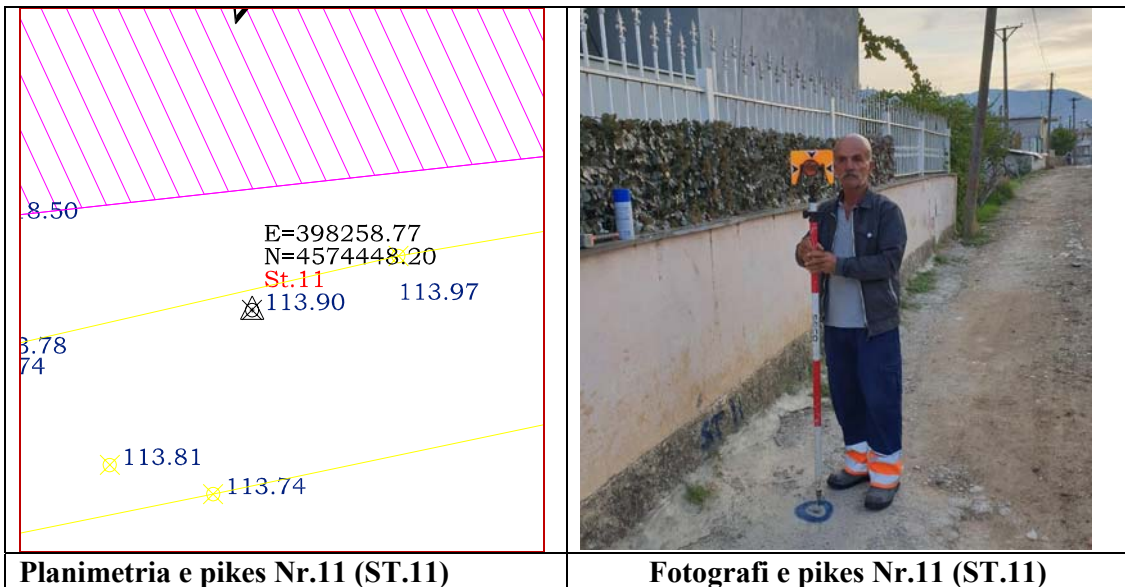 8.50
E=398258.77
N=4574448.20
St.11
113.90
113.97
3.78
74
113.81
113.74
ST 11
Planimetria e pikes Nr.11 (ST.11)
Fotografi e pikes Nr.11 (ST.11)